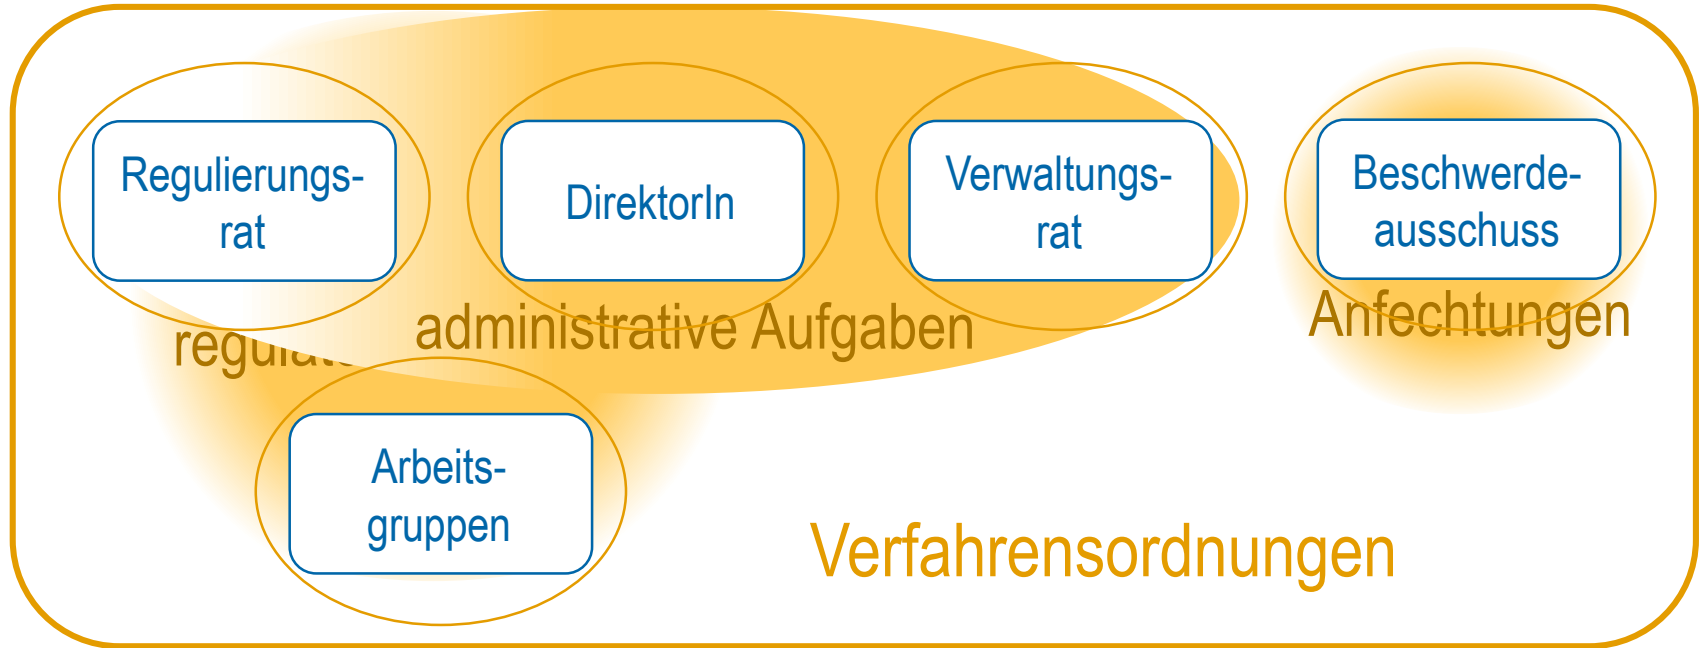 Regulierungs-
rat
DirektorIn
Verwaltungs-
rat
Beschwerde-
ausschuss
administrative Aufgaben
Anfechtungen
Arbeits-
gruppen
Verfahrensordnungen